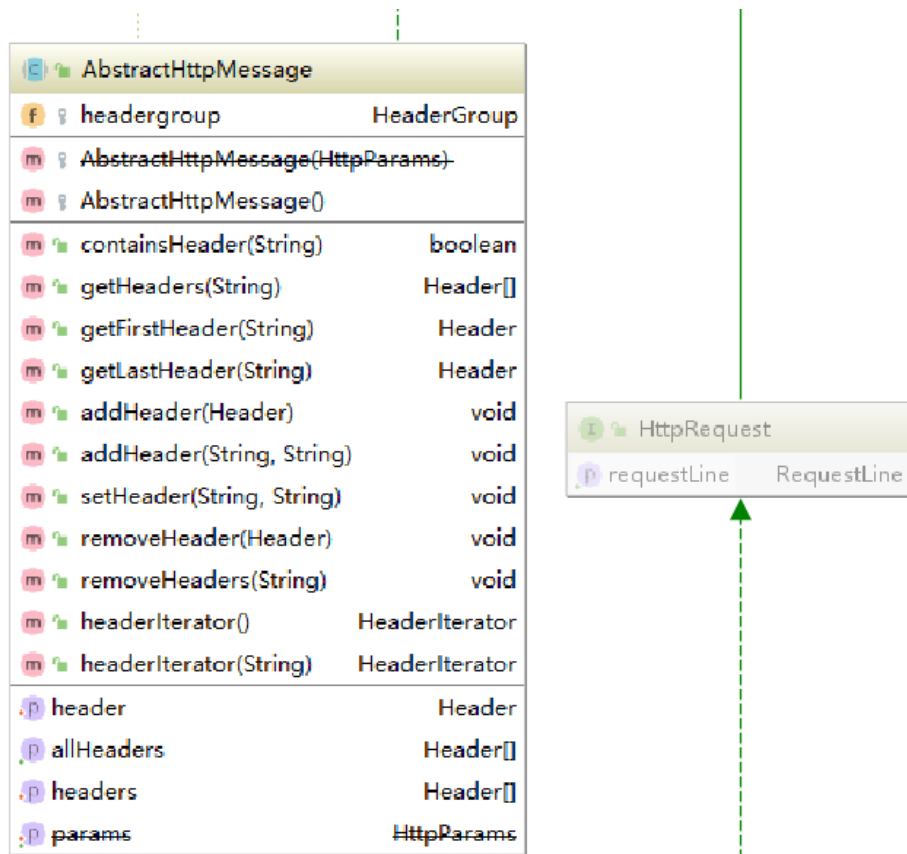 AbstractHttpMessage
f headergroup HeaderGroup
m AbstractHttpMessage(HttpParams)
m AbstractHttpMessage()
m containsHeader(String) boolean
m getHeaders(String) Header[]
m getFirstHeader(String) Header
m getLastHeader(String) Header
m addHeader(Header) void
m addHeader(String, String) void
m setHeader(String, String) void
m removeHeader(Header) void
m removeHeaders(String) void
m headerIterator() HeaderIterator
m headerIterator(String) HeaderIterator
p header Header
p allHeaders Header[]
p headers Header[]
p params HttpParams
I HttpRequest
p requestLine RequestLine